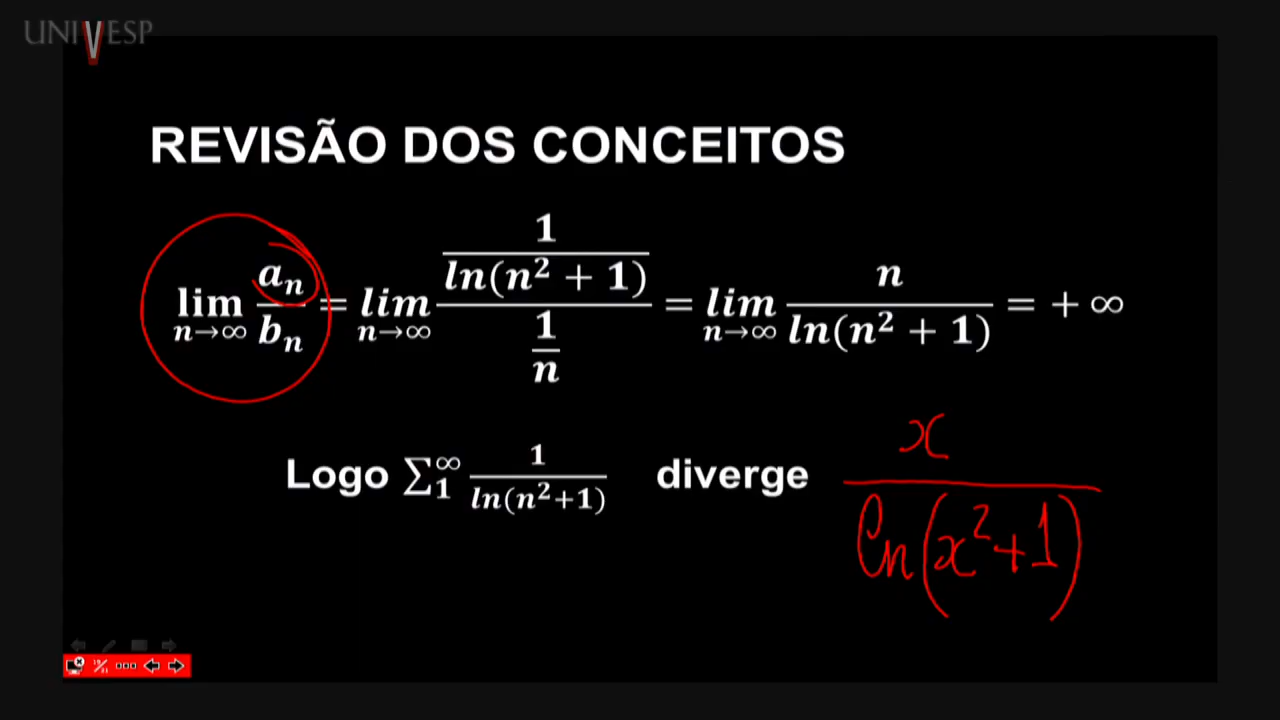 UNIVESP
REVISÃO DOS CONCEITOS
lim_{n→∞} a_n/b_n = lim_{n→∞} (1/ln(n² + 1))/(1/n) = lim_{n→∞} n/ln(n² + 1) = + ∞
Logo ∑₁^∞ 1/ln(n²+1) diverge
x/ln(x²+1)